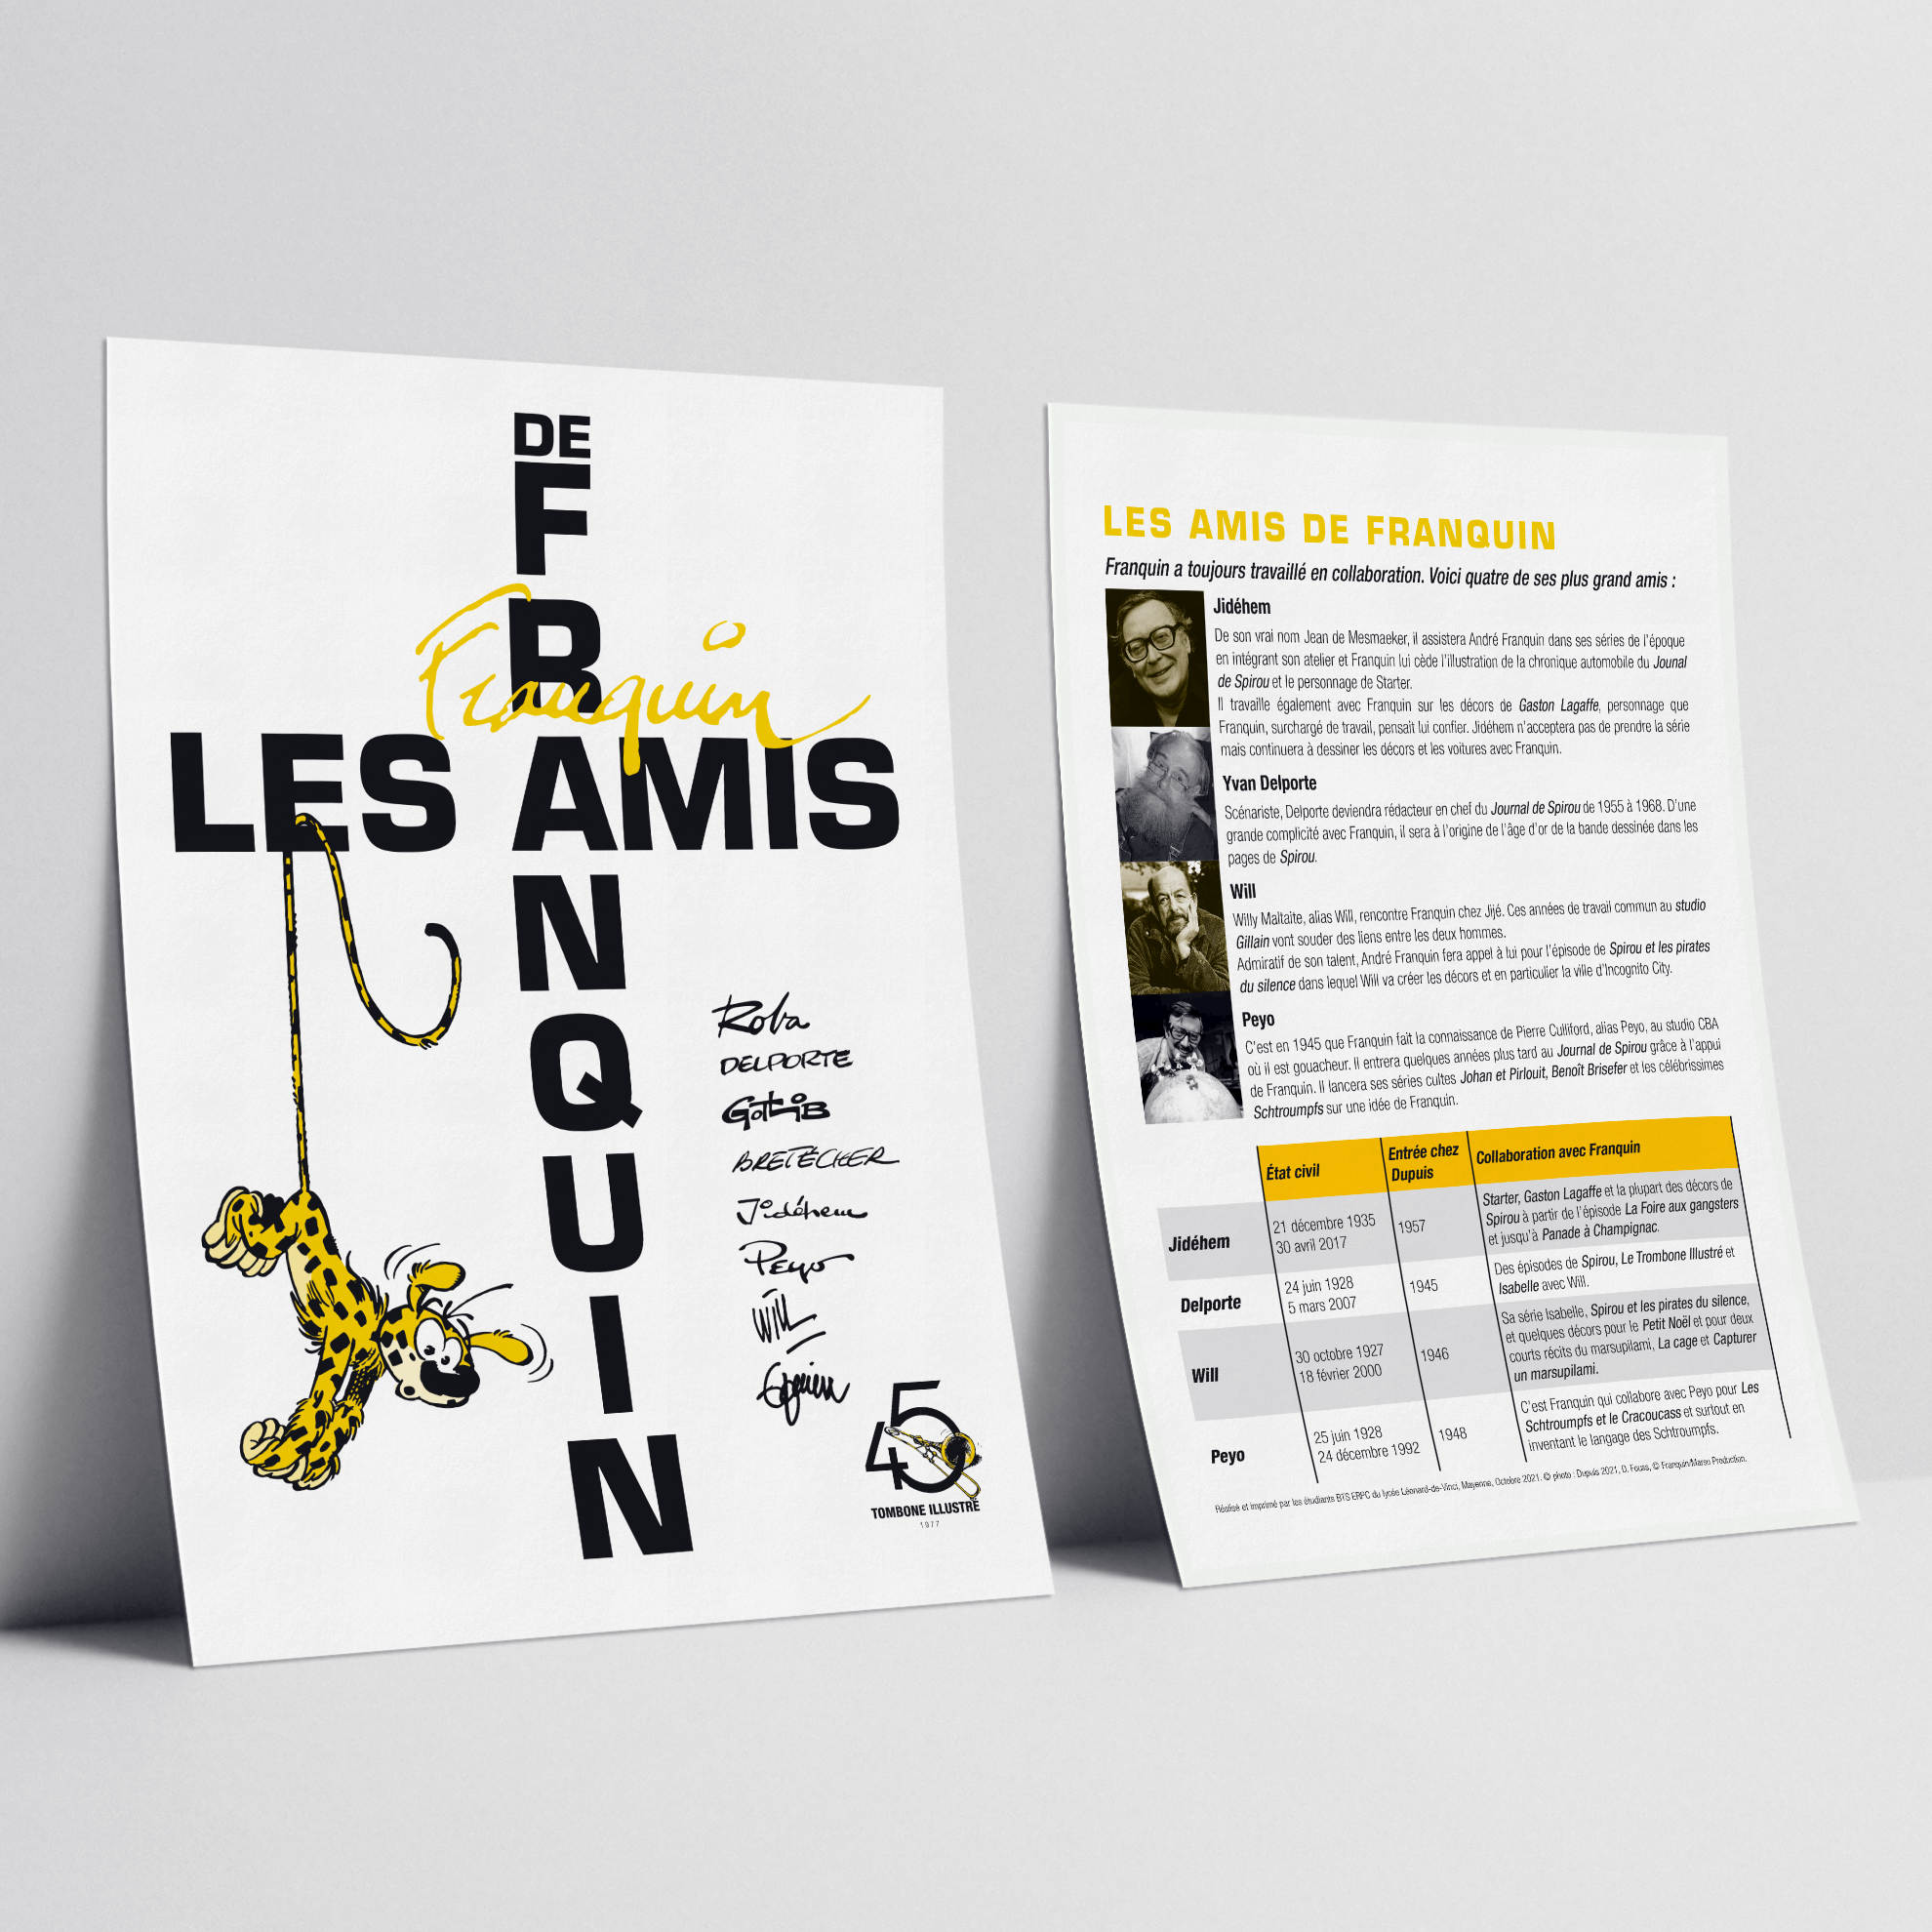 DE
FRANQUIN
Franquin
LES AMIS
Roba
DELPORTE
Gotlib
BRETÉCHER
Jidéhem
Peyo
Will
45
TOMBONE ILLUSTRÉ
1977
LES AMIS DE FRANQUIN
Franquin a toujours travaillé en collaboration. Voici quatre de ses plus grand amis :
Jidéhem
De son vrai nom Jean de Mesmaeker, il assistera André Franquin dans ses séries de l'époque
en intégrant son atelier et Franquin lui cède l'illustration de la chronique automobile du Jounal
de Spirou et le personnage de Starter.
Il travaille également avec Franquin sur les décors de Gaston Lagaffe, personnage que
Franquin, surchargé de travail, pensait lui confier. Jidéhem n'acceptera pas de prendre la série
mais continuera à dessiner les décors et les voitures avec Franquin.
Yvan Delporte
Scénariste, Delporte deviendra rédacteur en chef du Journal de Spirou de 1955 à 1968. D'une
grande complicité avec Franquin, il sera à l'origine de l'âge d'or de la bande dessinée dans les
pages de Spirou.
Will
Willy Maltaite, alias Will, rencontre Franquin chez Jijé. Ces années de travail commun au studio
Gillain vont souder des liens entre les deux hommes.
Admiratif de son talent, André Franquin fera appel à lui pour l'épisode de Spirou et les pirates
du silence dans lequel Will va créer les décors et en particulier la ville d'Incognito City.
Peyo
C'est en 1945 que Franquin fait la connaissance de Pierre Culliford, alias Peyo, au studio CBA
où il est gouacheur. Il entrera quelques années plus tard au Journal de Spirou grâce à l'appui
de Franquin. Il lancera ses séries cultes Johan et Pirlouit, Benoît Brisefer et les célébrissimes
Schtroumpfs sur une idée de Franquin.
État civil
Entrée chez
Dupuis
Collaboration avec Franquin
Jidéhem
21 décembre 1935
30 avril 2017
1957
Starter, Gaston Lagaffe et la plupart des décors de
Spirou à partir de l'épisode La Foire aux gangsters
et jusqu'à Panade à Champignac.
Delporte
24 juin 1928
5 mars 2007
1945
Des épisodes de Spirou, Le Trombone Illustré et
Isabelle avec Will.
Will
30 octobre 1927
18 février 2000
1946
Sa série Isabelle, Spirou et les pirates du silence,
et quelques décors pour le Petit Noël et pour deux
courts récits du marsupilami, La cage et Capturer
un marsupilami.
Peyo
25 juin 1928
24 décembre 1992
1948
C'est Franquin qui collabore avec Peyo pour Les
Schtroumpfs et le Cracoucass et surtout en
inventant le langage des Schtroumpfs.
Réalisé et imprimé par les étudiants BTS ERPC du lycée Léonard-de-Vinci, Mayenne, Octobre 2021. © photo : Dupuis 2021, D. Fouss, © Franquin/Marsu Production.